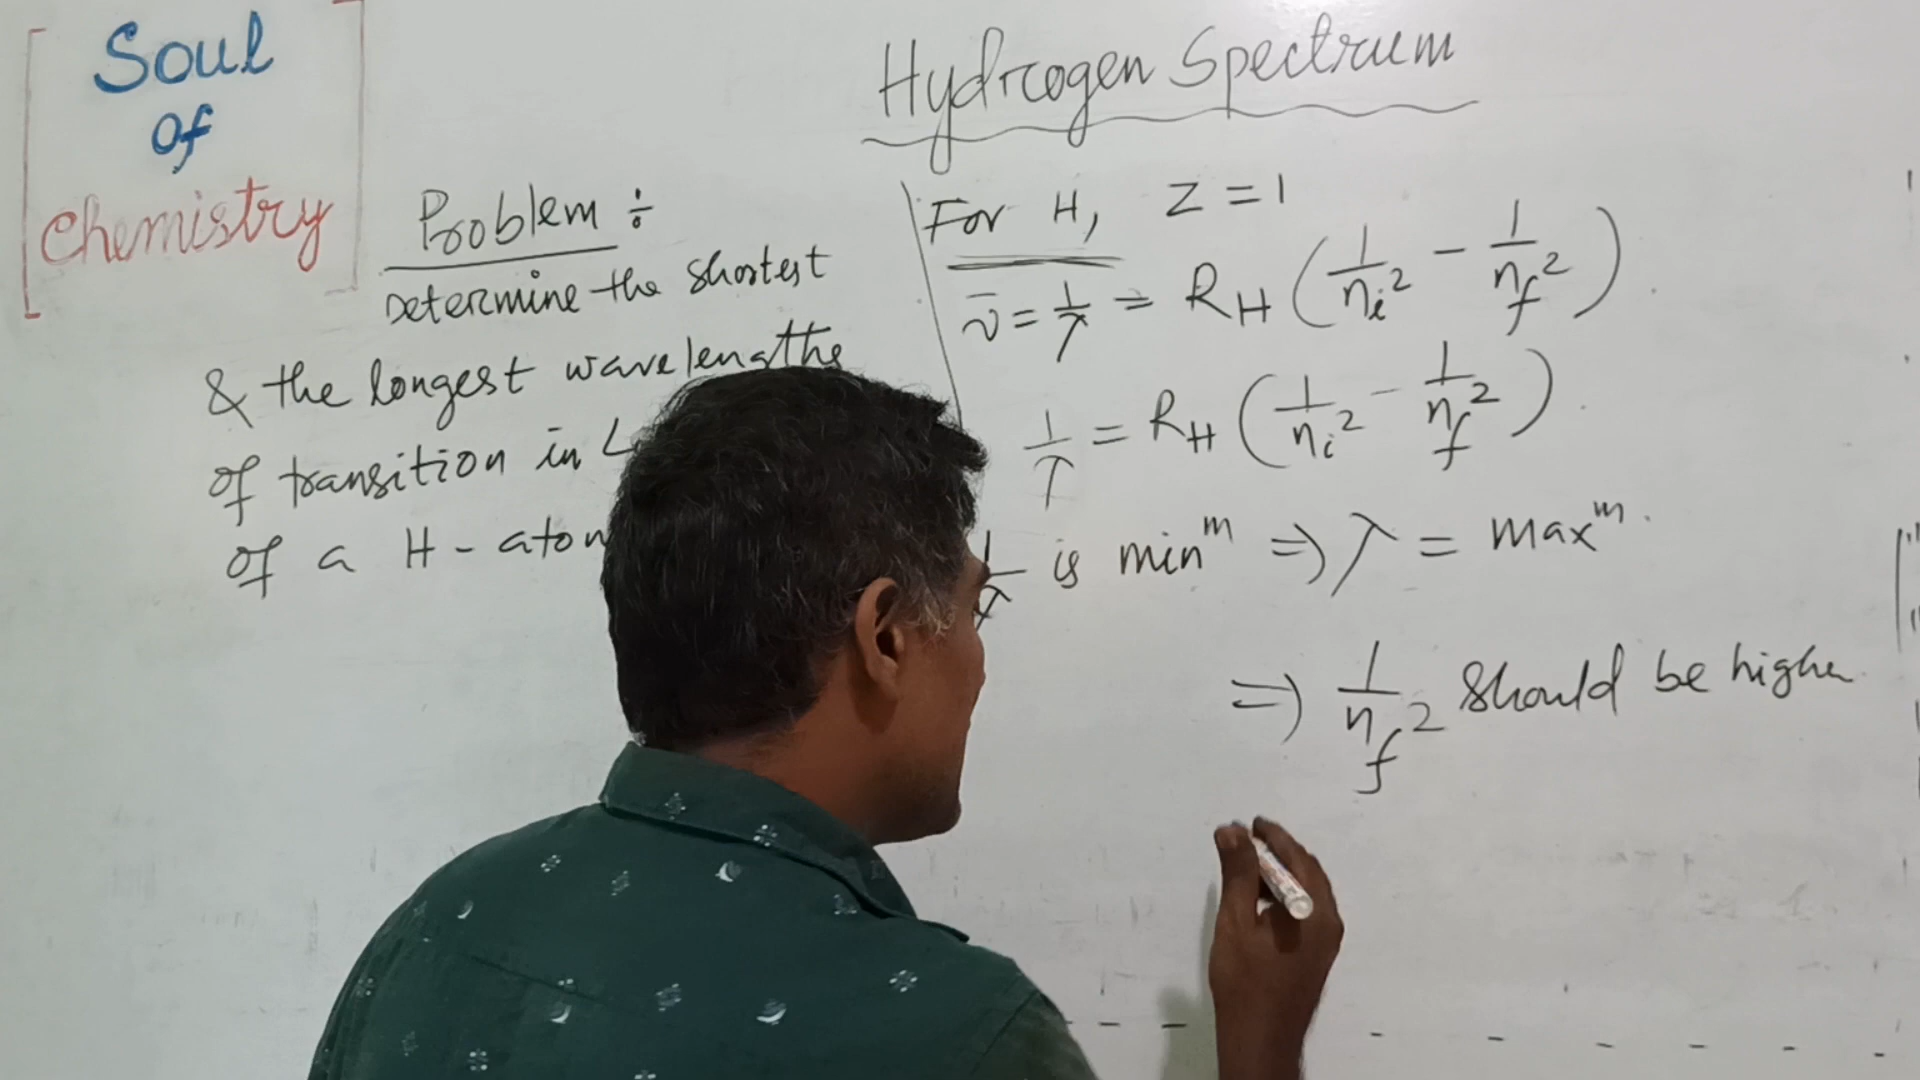 Soul
Of
Chemistry
Hydrogen Spectrum
Problem ÷
Determine the shortest
& the longest wavelengths
of transition in L
of a H - atom
For H, Z = 1
ν̄ = 1/λ = R_H (1/n_i² - 1/n_f²)
1/λ = R_H (1/n_i² - 1/n_f²)
1/λ is min^m => λ = max^m.
=> 1/n_f² should be higher